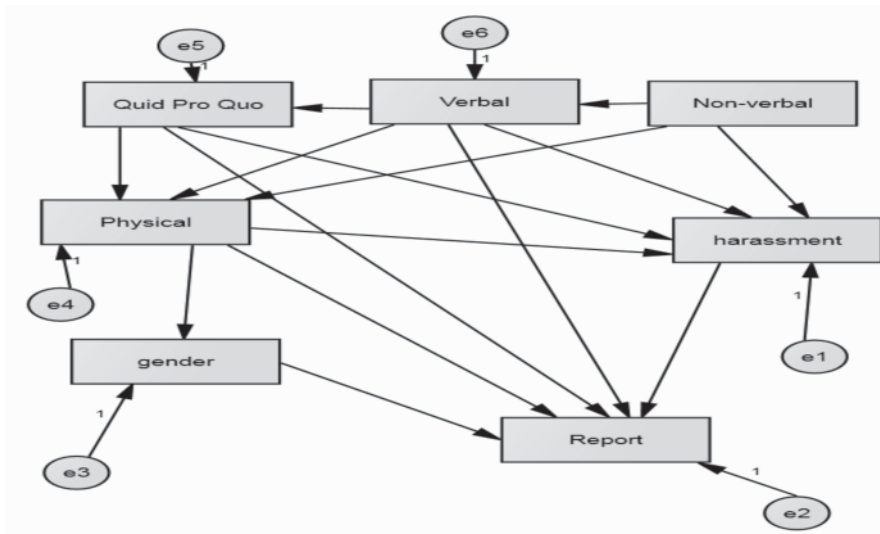 e5
e6
1
1
Quid Pro Quo
Verbal
Non-verbal
Physical
harassment
1
e4
1
e1
gender
1
Report
e3
1
e2